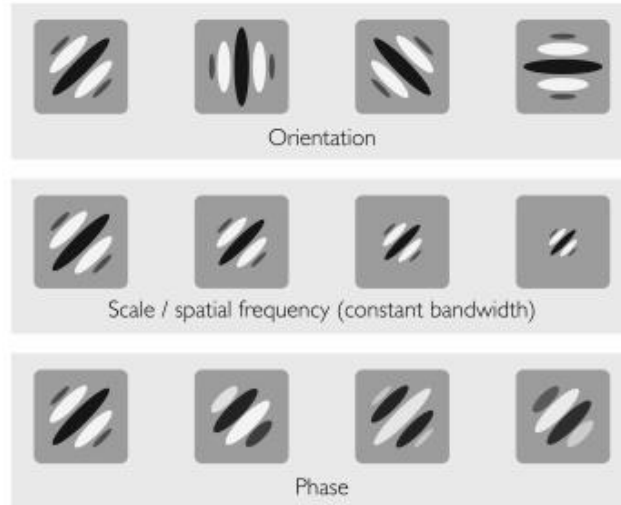 Orientation
Scale / spatial frequency (constant bandwidth)
Phase